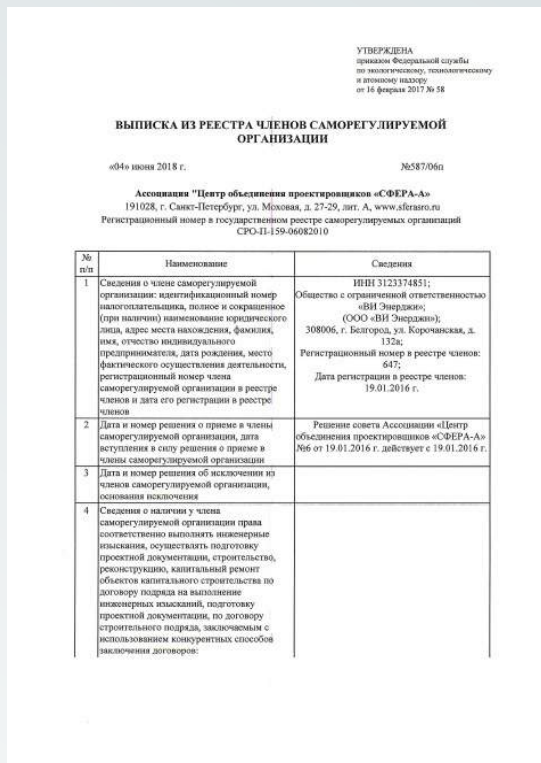 УТВЕРЖДЕНА
приказом Федеральной службы
по экологическому, технологическому
и атомному надзору
от 16 февраля 2017 № 58
ВЫПИСКА ИЗ РЕЕСТРА ЧЛЕНОВ САМОРЕГУЛИРУЕМОЙ
ОРГАНИЗАЦИИ
«04» июня 2018 г. №587/06п
Ассоциация "Центр объединения проектировщиков «СФЕРА-А»
191028, г. Санкт-Петербург, ул. Моховая, д. 27-29, лит. А, www.sferasro.ru
Регистрационный номер в государственном реестре саморегулируемых организаций
СРО-П-159-06082010
№
п/п
Наименование
Сведения
1
Сведения о члене саморегулируемой
организации: идентификационный номер
налогоплательщика, полное и сокращенное
(при наличии) наименование юридического
лица, адрес места нахождения, фамилия,
имя, отчество индивидуального
предпринимателя, дата рождения, место
фактического осуществления деятельности,
регистрационный номер члена
саморегулируемой организации в реестре
членов и дата его регистрации в реестре
членов
ИНН 3123374851;
Общество с ограниченной ответственностью
«ВИ Энерджи»;
(ООО «ВИ Энерджи»);
308006, г. Белгород, ул. Корочанская, д.
132а;
Регистрационный номер в реестре членов:
647;
Дата регистрации в реестре членов:
19.01.2016 г.
2
Дата и номер решения о приеме в члены
саморегулируемой организации, дата
вступления в силу решения о приеме в
члены саморегулируемой организации
Решение совета Ассоциации «Центр
объединения проектировщиков «СФЕРА-А»
№6 от 19.01.2016 г. действует с 19.01.2016 г.
3
Дата и номер решения об исключении из
членов саморегулируемой организации,
основания исключения
4
Сведения о наличии у члена
саморегулируемой организации права
соответственно выполнять инженерные
изыскания, осуществлять подготовку
проектной документации, строительство,
реконструкцию, капитальный ремонт
объектов капитального строительства по
договору подряда на выполнение
инженерных изысканий, подготовку
проектной документации, по договору
строительного подряда, заключаемым с
использованием конкурентных способов
заключения договоров: